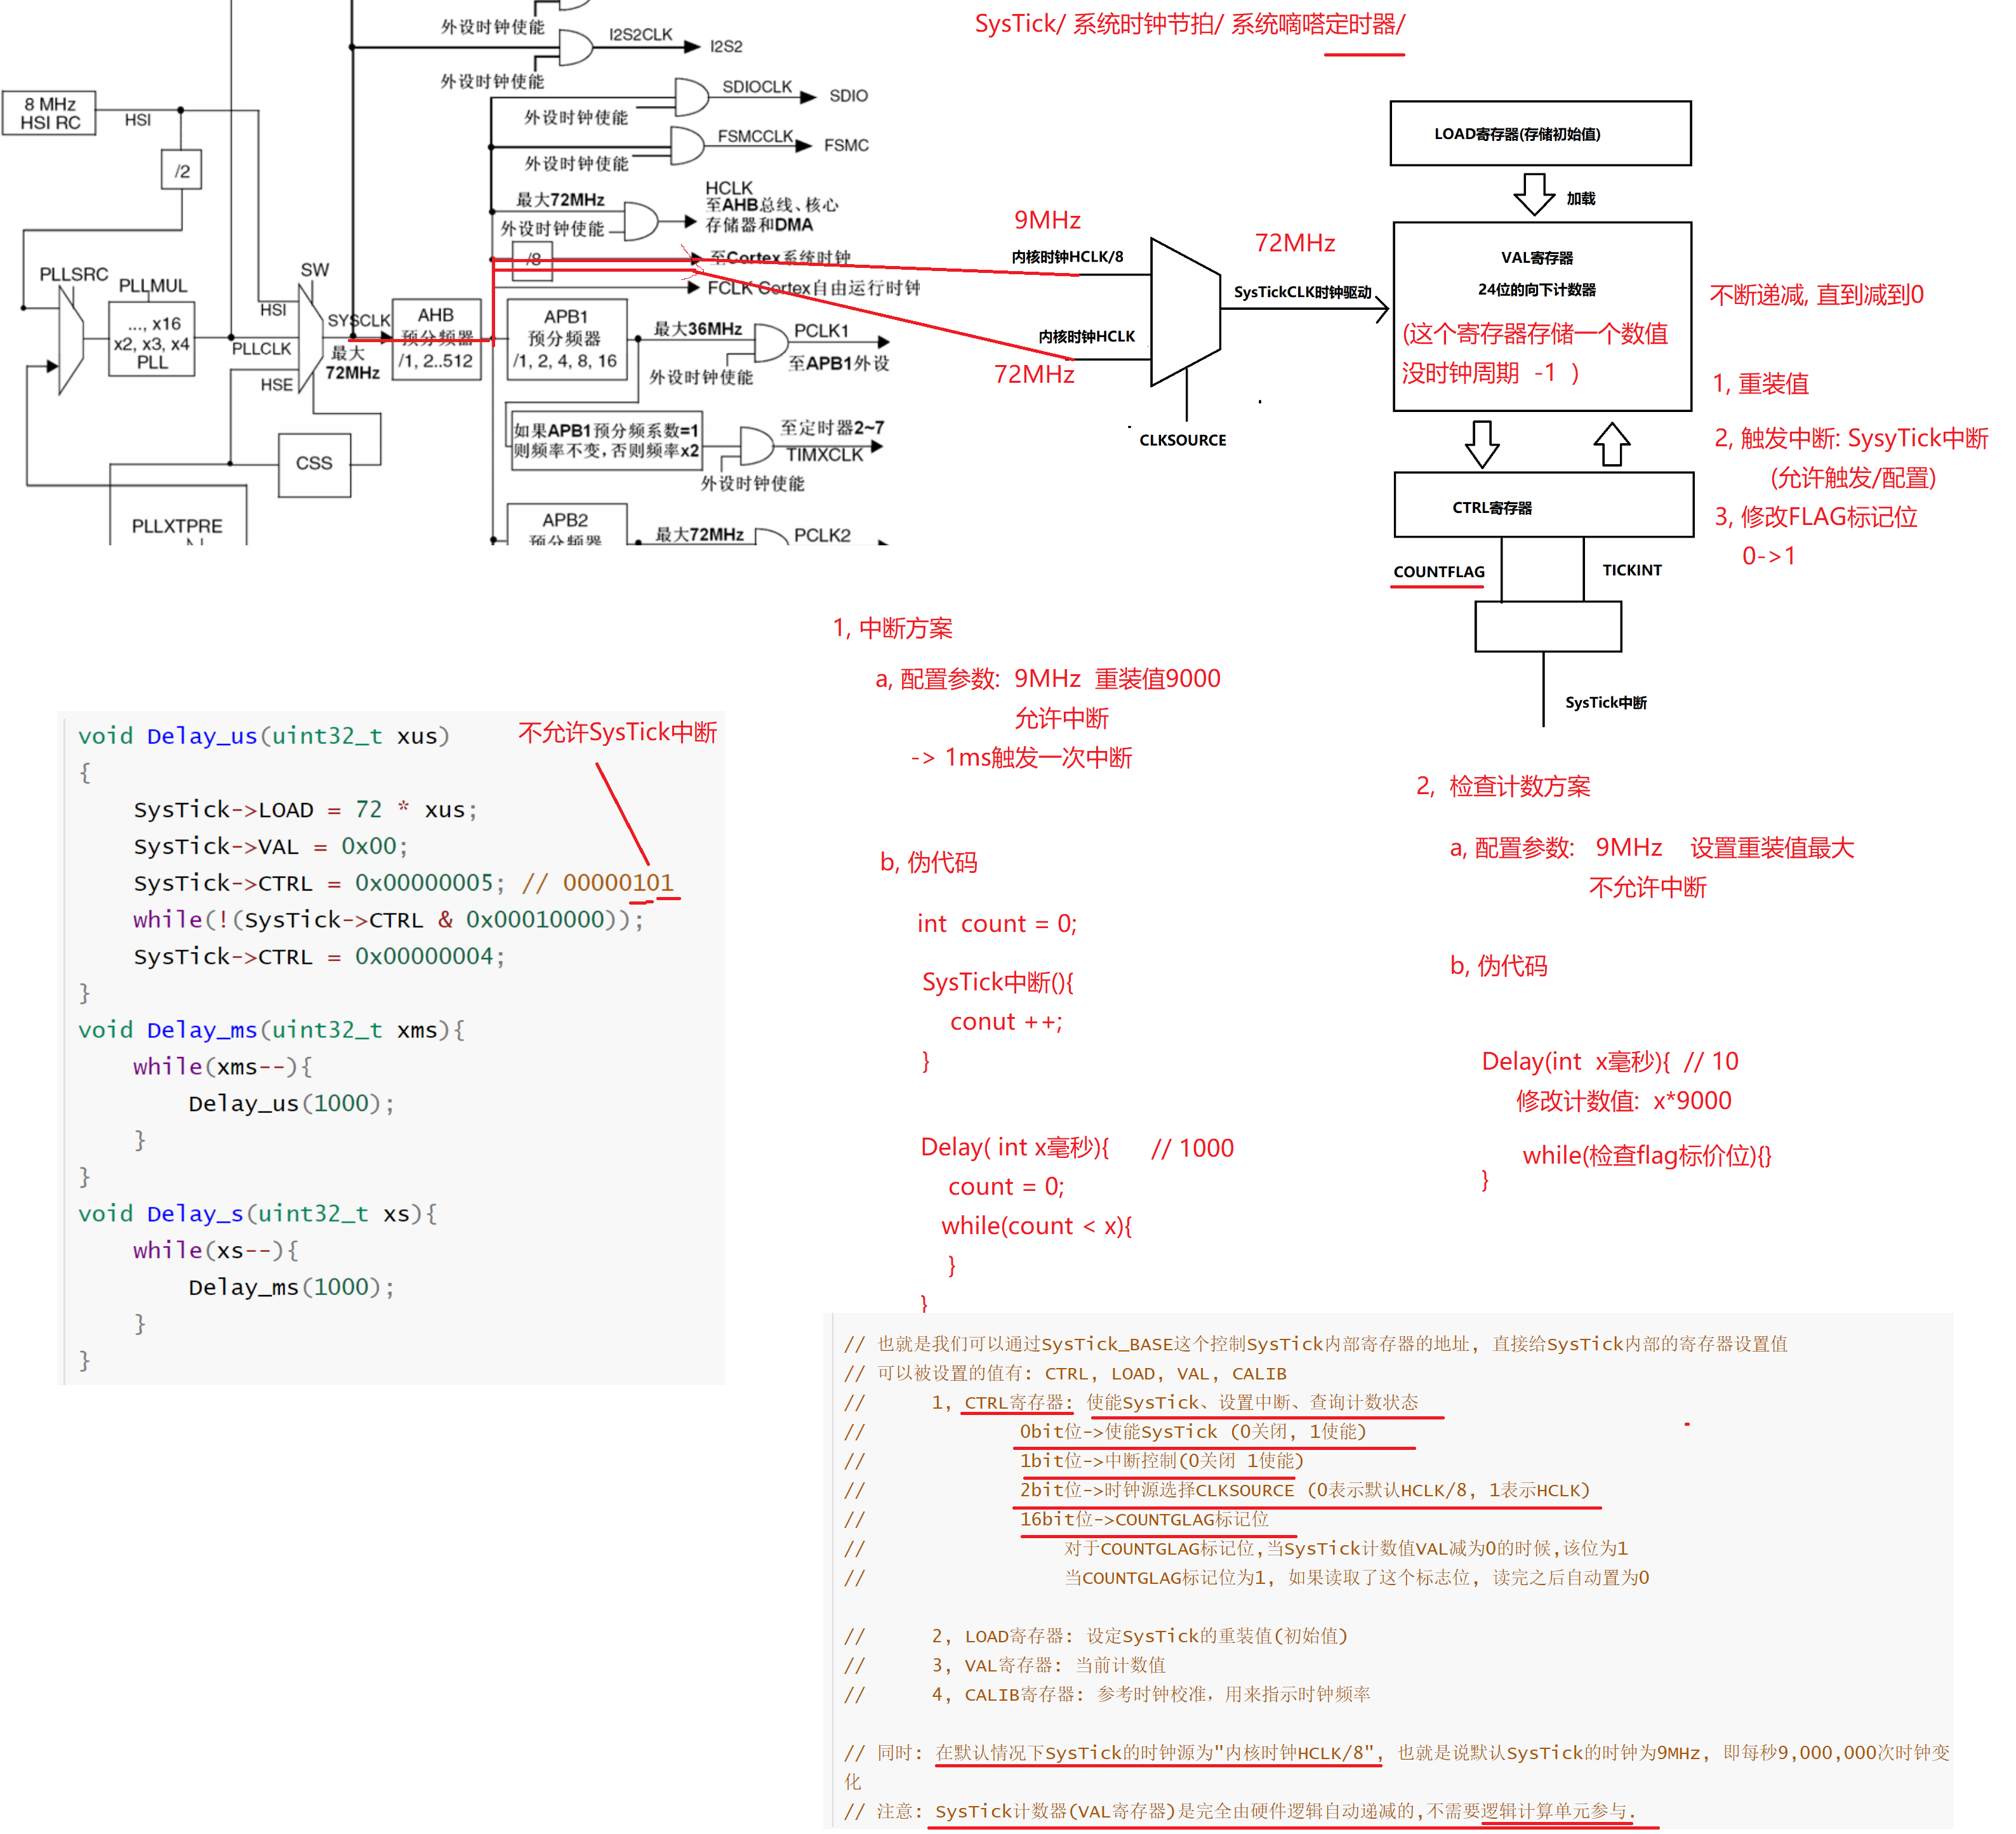 SysTick/ 系统时钟节拍/ 系统嘀嗒定时器/
外设时钟使能
I2S2CLK
I2S2
外设时钟使能
8 MHz
HSI RC
HSI
/2
SDIOCLK
SDIO
外设时钟使能
FSMCCLK
FSMC
外设时钟使能
最大72MHz
HCLK
至AHB总线、核心
存储器和DMA
外设时钟使能
/8
至Cortex系统时钟
FCLK Cortex自由运行时钟
PLLSRC
PLLMUL
..., x16
x2, x3, x4
PLL
SW
HSI
PLLCLK
HSE
SYSCLK
最大
72MHz
AHB
预分频器
/1, 2..512
APB1
预分频器
/1, 2, 4, 8, 16
最大36MHz
PCLK1
至APB1外设
外设时钟使能
如果APB1预分频系数=1
则频率不变,否则频率x2
至定时器2~7
TIMXCLK
外设时钟使能
CSS
PLLXTPRE
APB2
预分频器
最大72MHz
PCLK2
9MHz
内核时钟HCLK/8
内核时钟HCLK
72MHz
CLKSOURCE
72MHz
SysTickCLK时钟驱动
LOAD寄存器(存储初始值)
加载
VAL寄存器
24位的向下计数器
(这个寄存器存储一个数值
没时钟周期 -1 )
不断递减, 直到减到0
1, 重装值
2, 触发中断: SysyTick中断
(允许触发/配置)
3, 修改FLAG标记位
0->1
CTRL寄存器
COUNTFLAG
TICKINT
SysTick中断
void Delay_us(uint32_t xus)
不允许SysTick中断
{
SysTick->LOAD = 72 * xus;
SysTick->VAL = 0x00;
SysTick->CTRL = 0x00000005; // 00000101
while(!(SysTick->CTRL & 0x00010000));
SysTick->CTRL = 0x00000004;
}
void Delay_ms(uint32_t xms){
while(xms--){
Delay_us(1000);
}
}
void Delay_s(uint32_t xs){
while(xs--){
Delay_ms(1000);
}
}
1, 中断方案
a, 配置参数: 9MHz 重装值9000
允许中断
-> 1ms触发一次中断
b, 伪代码
int count = 0;
SysTick中断(){
conut ++;
}
Delay( int x毫秒){ // 1000
count = 0;
while(count < x){
}
}
2, 检查计数方案
a, 配置参数: 9MHz 设置重装值最大
不允许中断
b, 伪代码
Delay(int x毫秒){ // 10
修改计数值: x*9000
while(检查flag标价位){}
}
// 也就是我们可以通过SysTick_BASE这个控制SysTick内部寄存器的地址, 直接给SysTick内部的寄存器设置值
// 可以被设置的值有: CTRL, LOAD, VAL, CALIB
// 1, CTRL寄存器: 使能SysTick、设置中断、查询计数状态
// 0bit位->使能SysTick (0关闭, 1使能)
// 1bit位->中断控制(0关闭 1使能)
// 2bit位->时钟源选择CLKSOURCE (0表示默认HCLK/8, 1表示HCLK)
// 16bit位->COUNTGLAG标记位
// 对于COUNTGLAG标记位,当SysTick计数值VAL减为0的时候,该位为1
// 当COUNTGLAG标记位为1, 如果读取了这个标志位, 读完之后自动置为0
// 2, LOAD寄存器: 设定SysTick的重装值(初始值)
// 3, VAL寄存器: 当前计数值
// 4, CALIB寄存器: 参考时钟校准，用来指示时钟频率
// 同时: 在默认情况下SysTick的时钟源为"内核时钟HCLK/8", 也就是说默认SysTick的时钟为9MHz, 即每秒9,000,000次时钟变
化
// 注意: SysTick计数器(VAL寄存器)是完全由硬件逻辑自动递减的,不需要逻辑计算单元参与.